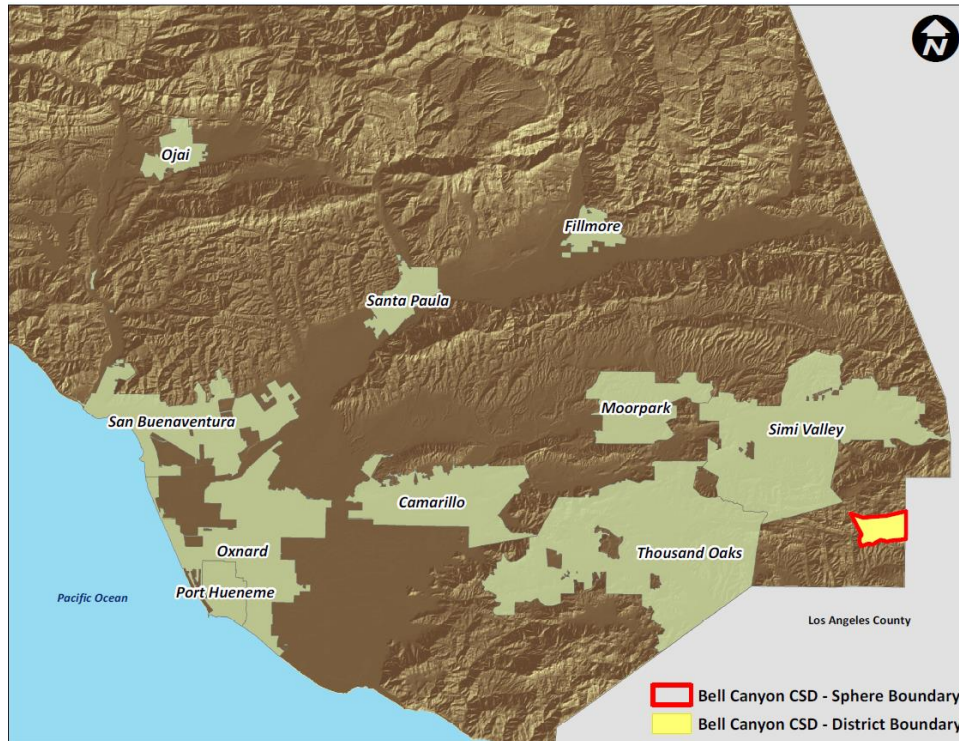 N
Ojai
Fillmore
Santa Paula
San Buenaventura
Moorpark
Simi Valley
Camarillo
Oxnard
Thousand Oaks
Port Hueneme
Pacific Ocean
Los Angeles County
Bell Canyon CSD - Sphere Boundary
Bell Canyon CSD - District Boundary